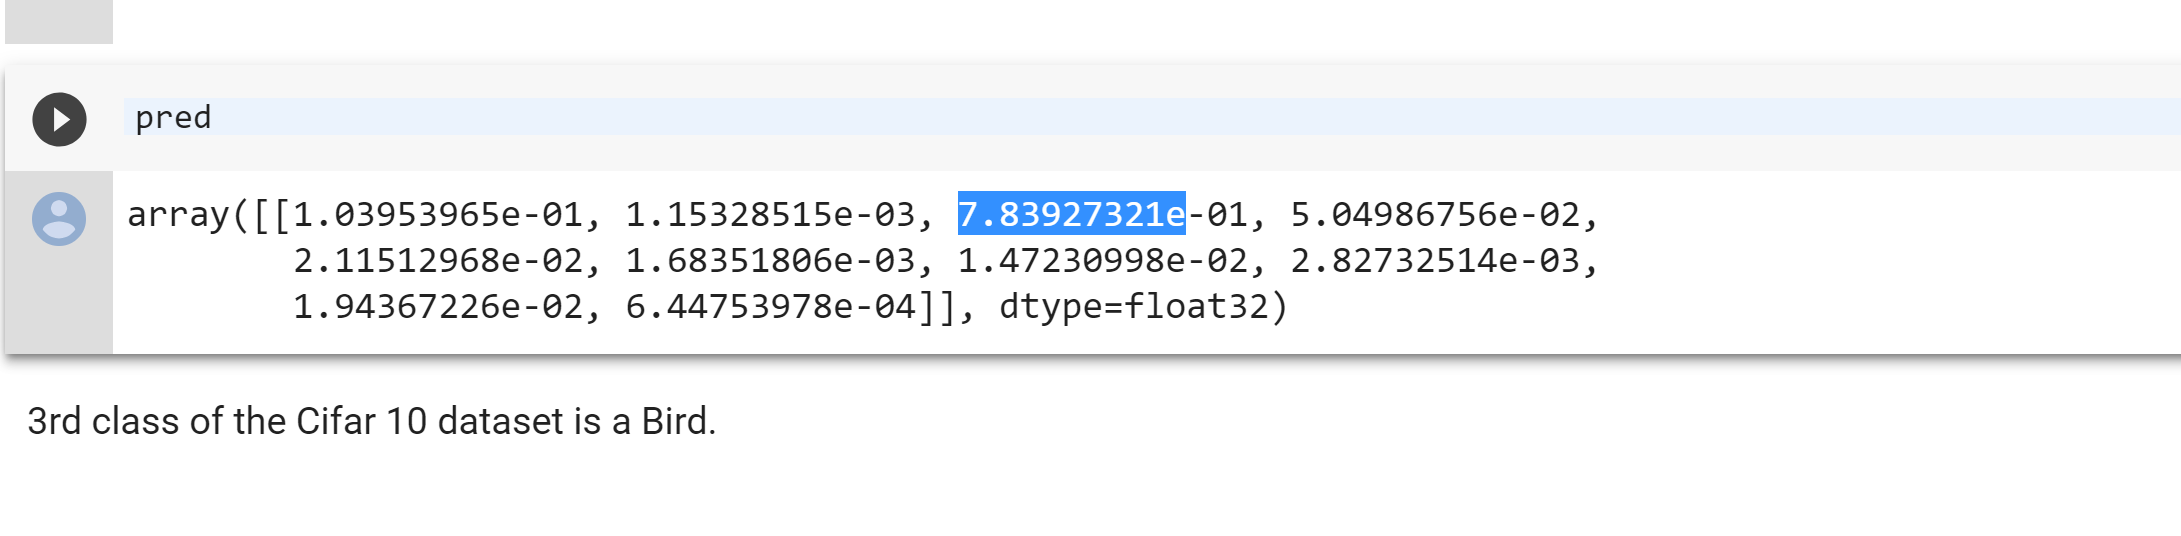 pred
array([[1.03953965e-01, 1.15328515e-03, 7.83927321e-01, 5.04986756e-02,
2.11512968e-02, 1.68351806e-03, 1.47230998e-02, 2.82732514e-03,
1.94367226e-02, 6.44753978e-04]], dtype=float32)
3rd class of the Cifar 10 dataset is a Bird.